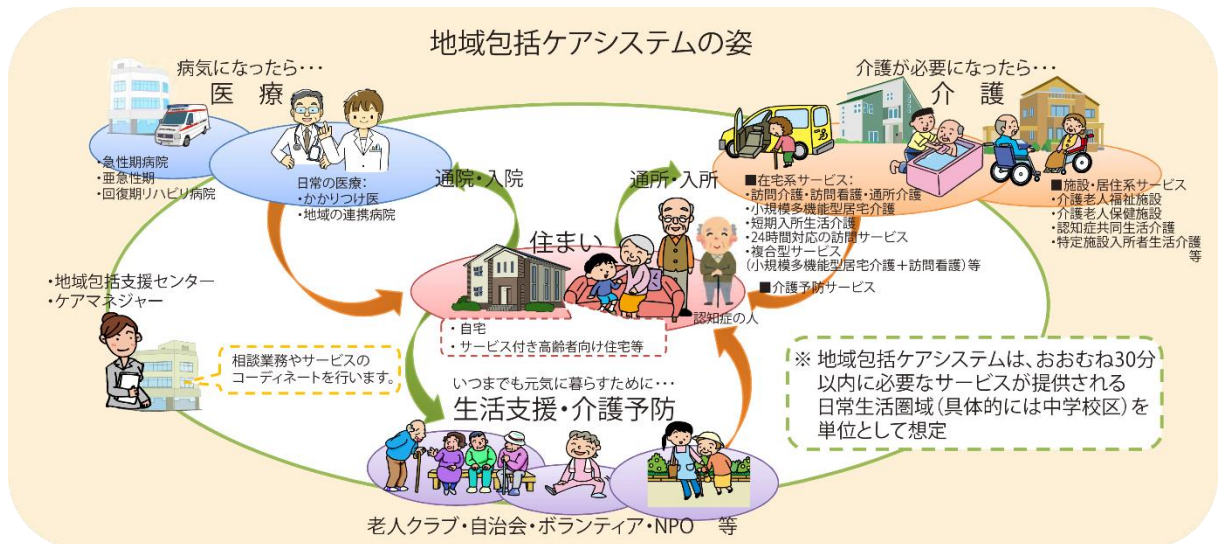 地域包括ケアシステムの姿
病気になったら･･･
医 療
介護が必要になったら･･･
介 護
・急性期病院
・亜急性期
・回復期リハビリ病院
日常の医療：
・かかりつけ医
・地域の連携病院
通院・入院
通所・入所
■在宅系サービス：
・訪問介護・訪問看護・通所介護
・小規模多機能型居宅介護
・短期入所生活介護
・24時間対応の訪問サービス
・複合型サービス
（小規模多機能型居宅介護＋訪問看護）等
■介護予防サービス
■施設・居住系サービス
・介護老人福祉施設
・介護老人保健施設
・認知症共同生活介護
・特定施設入所者生活介護
等
住まい
認知症の人
・自宅
・サービス付き高齢者向け住宅等
・地域包括支援センター
・ケアマネジャー
相談業務やサービスの
コーディネートを行います。
いつまでも元気に暮らすために･･･
生活支援・介護予防
老人クラブ・自治会・ボランティア・NPO 等
※ 地域包括ケアシステムは、おおむね30分
以内に必要なサービスが提供される
日常生活圏域（具体的には中学校区）を
単位として想定